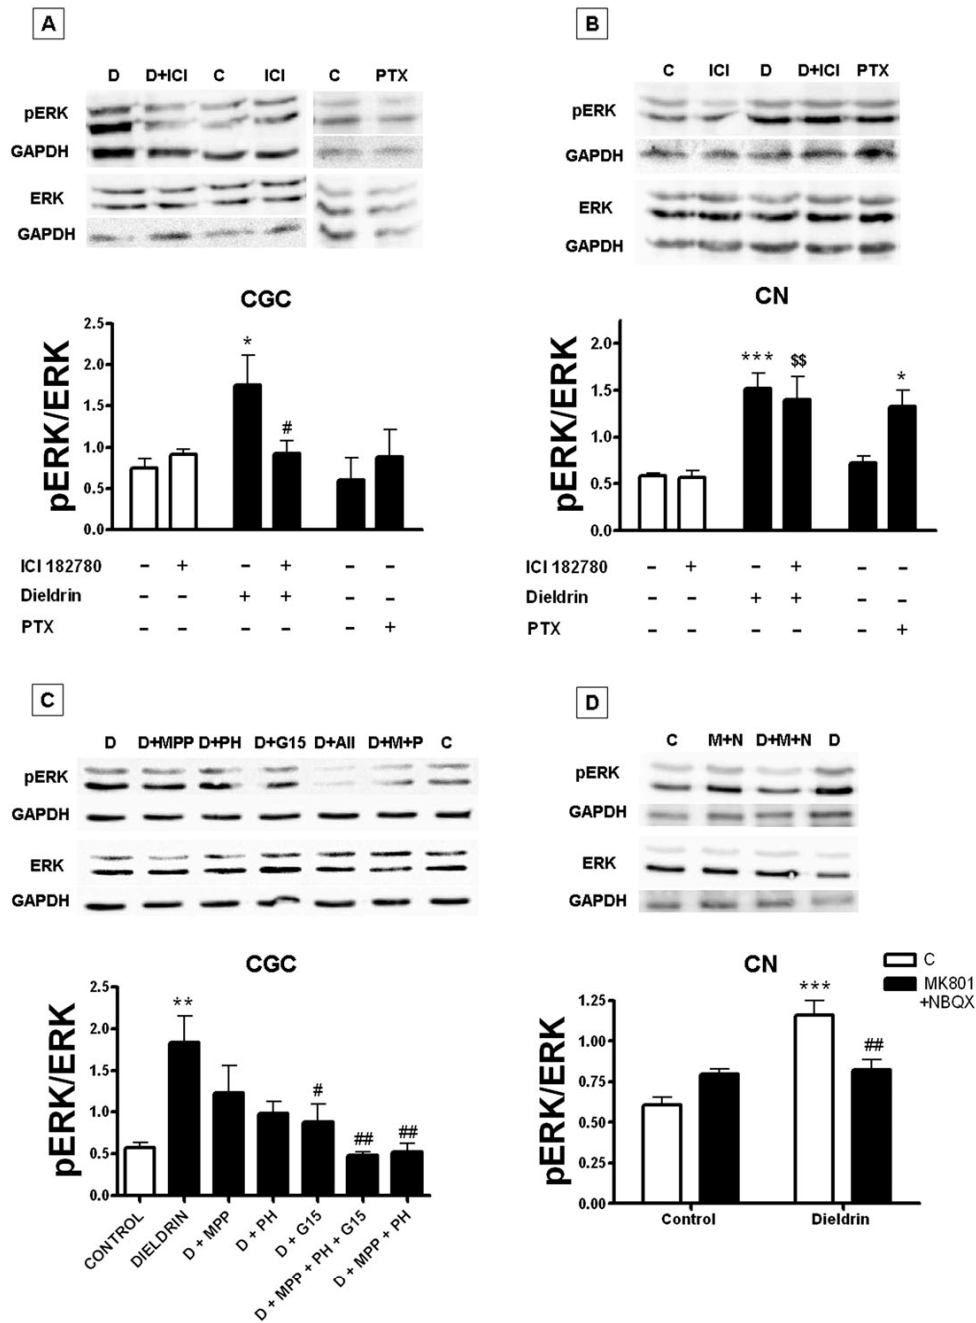 A
D D+ICI C ICI C PTX
pERK
GAPDH
ERK
GAPDH
CGC
pERK/ERK
2.5
2.0
1.5
1.0
0.5
0.0
*
#
ICI 182780 – + – + – –
Dieldrin – – + + – –
PTX – – – – – +
B
C ICI D D+ICI PTX
pERK
GAPDH
ERK
GAPDH
CN
pERK/ERK
2.0
1.5
1.0
0.5
0.0
***
$$
*
ICI 182780 – + – + – –
Dieldrin – – + + – –
PTX – – – – – +
C
D D+MPP D+PH D+G15 D+All D+M+P C
pERK
GAPDH
ERK
GAPDH
CGC
pERK/ERK
2.5
2.0
1.5
1.0
0.5
0.0
**
#
##
##
CONTROL
DIELDRIN
D + MPP
D + PH
D + G15
D + MPP + PH + G15
D + MPP + PH
D
C M+N D+M+N D
pERK
GAPDH
ERK
GAPDH
CN
C
MK801
+NBQX
pERK/ERK
1.25
1.00
0.75
0.50
0.25
0.00
***
##
Control Dieldrin